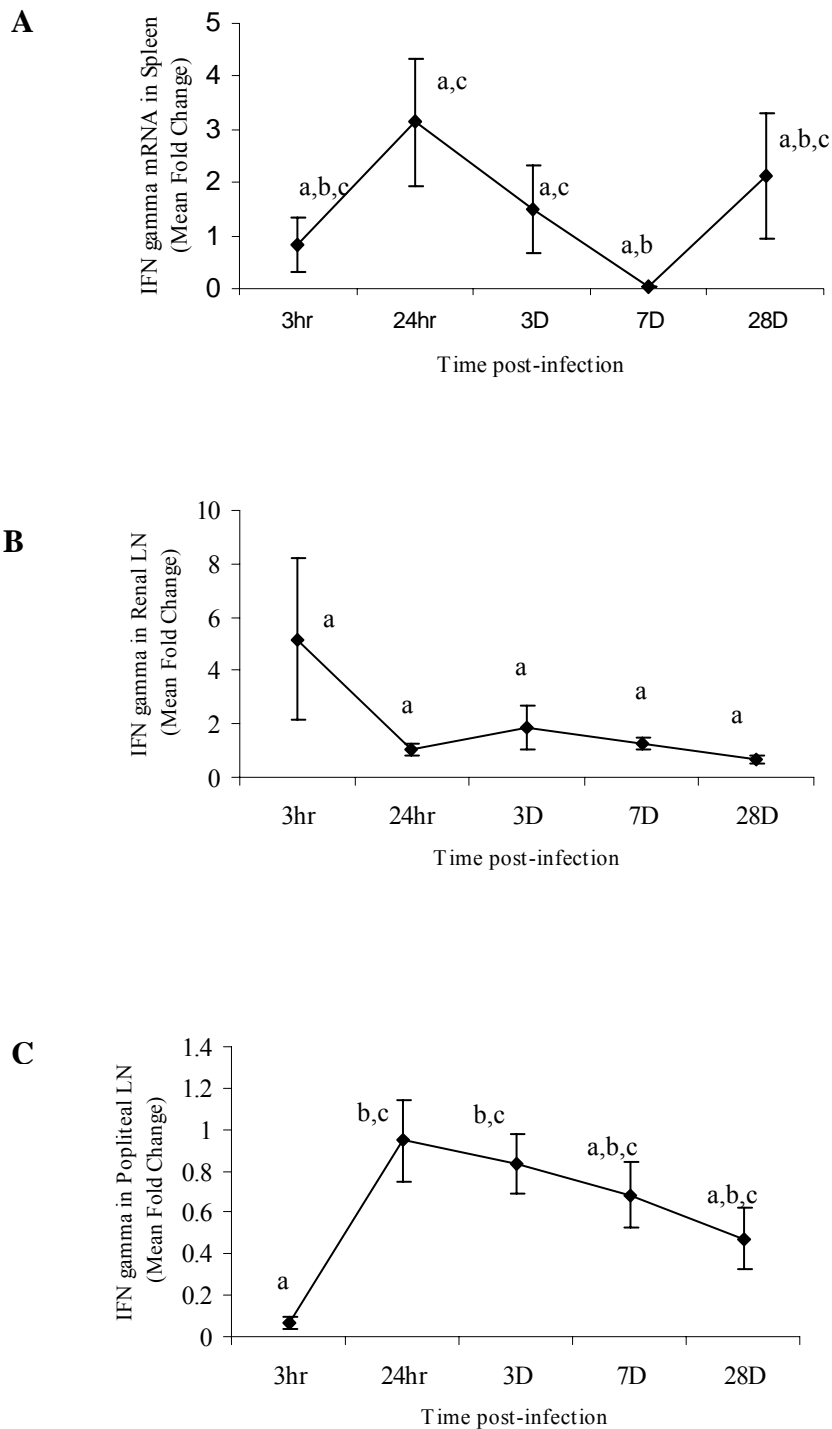 A
IFN gamma mRNA in Spleen
(Mean Fold Change)
5
4
3
2
1
0
a,b,c
a,c
a,c
a,b
a,b,c
3hr 24hr 3D 7D 28D
Time post-infection
B
IFN gamma in Renal LN
(Mean Fold Change)
10
8
6
4
2
0
a
a
a
a
a
3hr 24hr 3D 7D 28D
Time post-infection
C
IFN gamma in Popliteal LN
(Mean Fold Change)
1.4
1.2
1
0.8
0.6
0.4
0.2
0
a
b,c
b,c
a,b,c
a,b,c
3hr 24hr 3D 7D 28D
Time post-infection